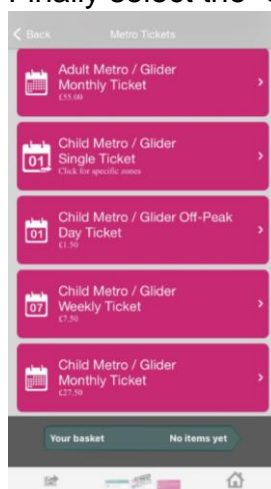 Finally select the
Back
Metro Tickets
Adult Metro / Glider
Monthly Ticket
£55.00
01
Child Metro / Glider
Single Ticket
Click for specific zones
01
Child Metro / Glider Off-Peak
Day Ticket
£1.50
07
Child Metro / Glider
Weekly Ticket
£7.50
Child Metro / Glider
Monthly Ticket
£27.50
Your basket
No items yet